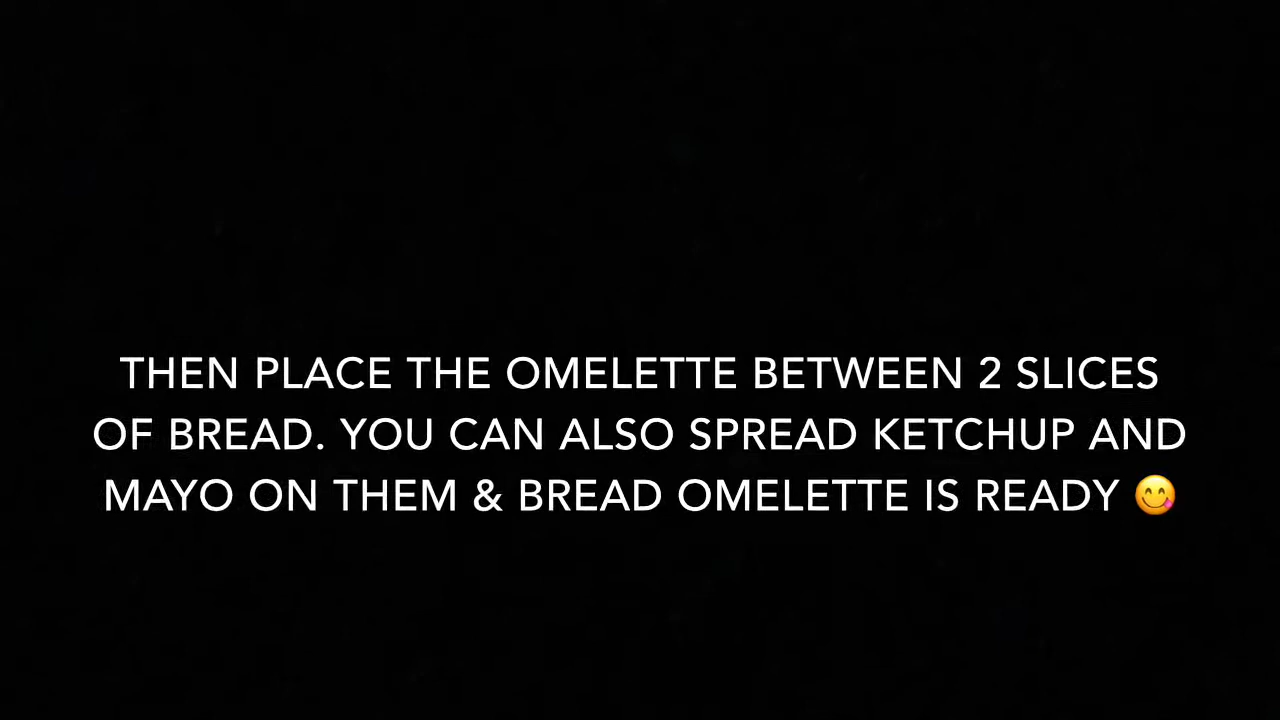 THEN PLACE THE OMELETTE BETWEEN 2 SLICES
OF BREAD. YOU CAN ALSO SPREAD KETCHUP AND
MAYO ON THEM & BREAD OMELETTE IS READY 😋